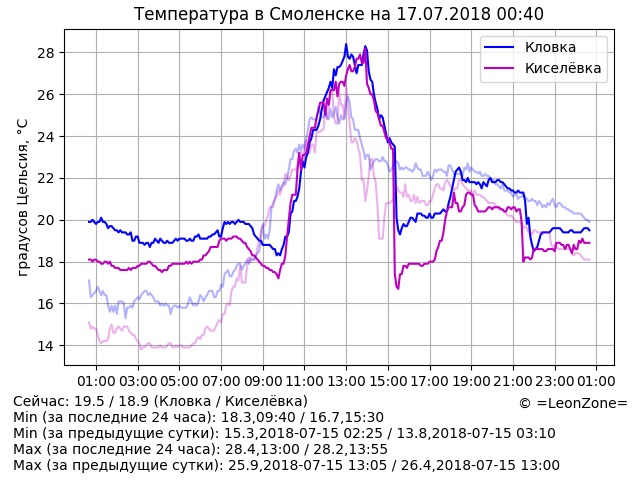 Температура в Смоленске на 17.07.2018 00:40
градусов Цельсия, °C
28
26
24
22
20
18
16
14
Кловка
Киселёвка
01:00 03:00 05:00 07:00 09:00 11:00 13:00 15:00 17:00 19:00 21:00 23:00 01:00
Сейчас: 19.5 / 18.9 (Кловка / Киселёвка)
© =LeonZone=
Min (за последние 24 часа): 18.3,09:40 / 16.7,15:30
Min (за предыдущие сутки): 15.3,2018-07-15 02:25 / 13.8,2018-07-15 03:10
Max (за последние 24 часа): 28.4,13:00 / 28.2,13:55
Max (за предыдущие сутки): 25.9,2018-07-15 13:05 / 26.4,2018-07-15 13:00